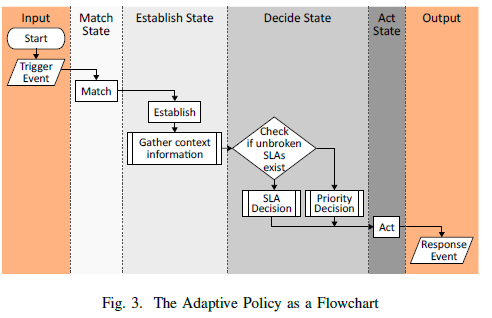 Input
Match
State
Establish State
Decide State
Act
State
Output
Start
Trigger
Event
Match
Establish
Gather context
information
Check
if unbroken
SLAs
exist
SLA
Decision
Priority
Decision
Act
Response
Event
Fig. 3. The Adaptive Policy as a Flowchart